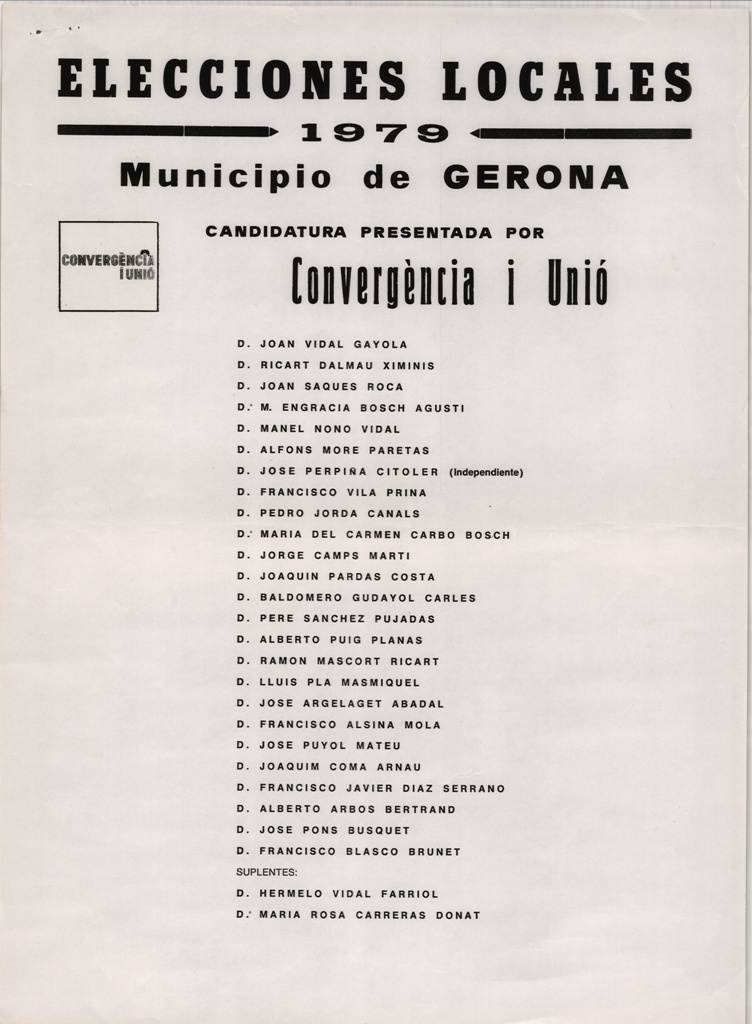 ELECCIONES LOCALES
1979
Municipio de GERONA
CONVERGÈNCIA
I UNIÓ
CANDIDATURA PRESENTADA POR
Convergència i Unió
D. JOAN VIDAL GAYOLA
D. RICART DALMAU XIMINIS
D. JOAN SAQUES ROCA
D.ª M. ENGRACIA BOSCH AGUSTI
D. MANEL NONO VIDAL
D. ALFONS MORE PARETAS
D. JOSE PERPIÑA CITOLER (Independiente)
D. FRANCISCO VILA PRINA
D. PEDRO JORDA CANALS
D.ª MARIA DEL CARMEN CARBO BOSCH
D. JORGE CAMPS MARTI
D. JOAQUIN PARDAS COSTA
D. BALDOMERO GUDAYOL CARLES
D. PERE SANCHEZ PUJADAS
D. ALBERTO PUIG PLANAS
D. RAMON MASCORT RICART
D. LLUIS PLA MASMIQUEL
D. JOSE ARGELAGET ABADAL
D. FRANCISCO ALSINA MOLA
D. JOSE PUYOL MATEU
D. JOAQUIM COMA ARNAU
D. FRANCISCO JAVIER DIAZ SERRANO
D. ALBERTO ARBOS BERTRAND
D. JOSE PONS BUSQUET
D. FRANCISCO BLASCO BRUNET
SUPLENTES:
D. HERMELO VIDAL FARRIOL
D.ª MARIA ROSA CARRERAS DONAT